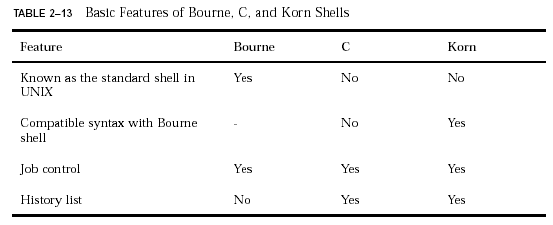 TABLE 2–13 Basic Features of Bourne, C, and Korn Shells
Feature Bourne C Korn
Known as the standard shell in Yes No No
UNIX
Compatible syntax with Bourne - No Yes
shell
Job control Yes Yes Yes
History list No Yes Yes